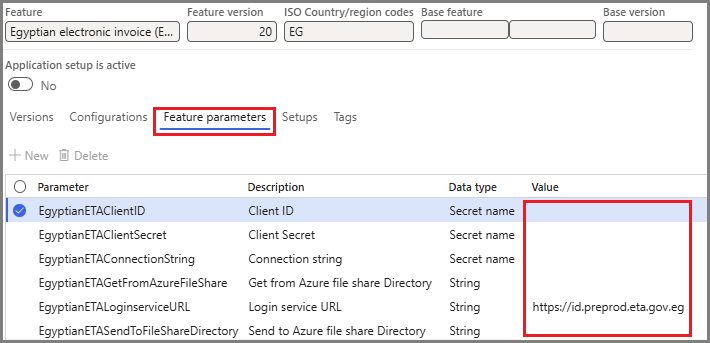 Feature Feature version ISO Country/region codes Base feature Base version
Egyptian electronic invoice (E... 20 EG
Application setup is active
No
Versions Configurations Feature parameters Setups Tags
New Delete
Parameter Description Data type Value
EgyptianETAClientID Client ID Secret name
EgyptianETAClientSecret Client Secret Secret name
EgyptianETAConnectionString Connection string Secret name
EgyptianETAGetFromAzureFileShare Get from Azure file share Directory String
EgyptianETALoginserviceURL Login service URL String https://id.preprod.eta.gov.eg
EgyptianETASendToFileShareDirectory Send to Azure file share Directory String